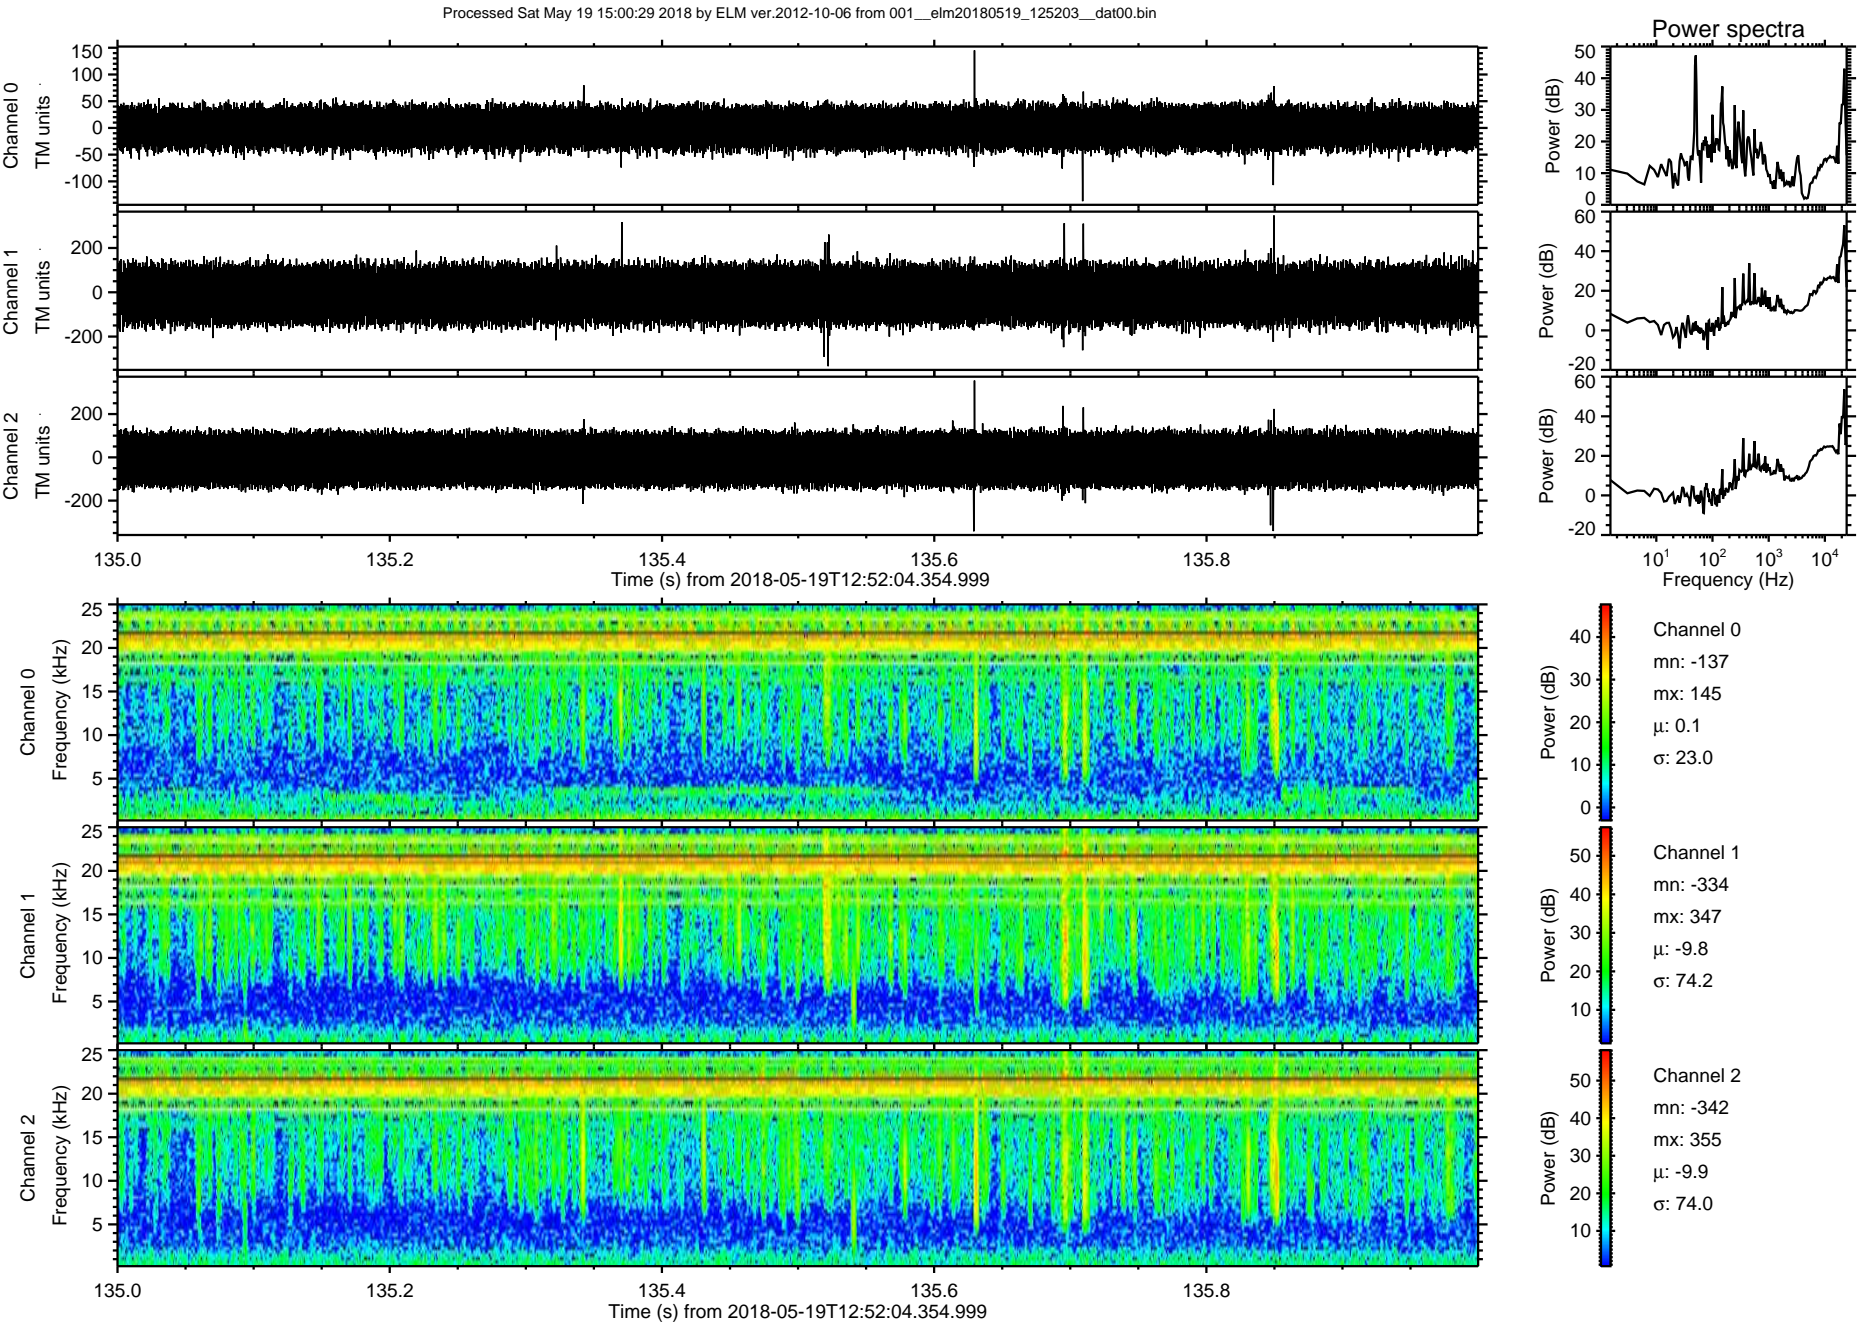 Processed Sat May 19 15:00:29 2018 by ELM ver.2012-10-06 from 001__elm20180519_125203__dat00.bin
Power spectra
Channel 0
TM units
150
100
50
0
-50
-100
Power (dB)
50
40
30
20
10
0
Channel 1
TM units
200
0
-200
Power (dB)
60
40
20
0
-20
Channel 2
TM units
200
0
-200
Power (dB)
60
40
20
0
-20
135.0 135.2 135.4 135.6 135.8
Time (s) from 2018-05-19T12:52:04.354.999
10^1 10^2 10^3 10^4
Frequency (Hz)
Channel 0
Frequency (kHz)
25
20
15
10
5
Power (dB)
40
30
20
10
0
Channel 0
mn: -137
mx: 145
μ: 0.1
σ: 23.0
Channel 1
Frequency (kHz)
25
20
15
10
5
Power (dB)
50
40
30
20
10
Channel 1
mn: -334
mx: 347
μ: -9.8
σ: 74.2
Channel 2
Frequency (kHz)
25
20
15
10
5
Power (dB)
50
40
30
20
10
Channel 2
mn: -342
mx: 355
μ: -9.9
σ: 74.0
135.0 135.2 135.4 135.6 135.8
Time (s) from 2018-05-19T12:52:04.354.999